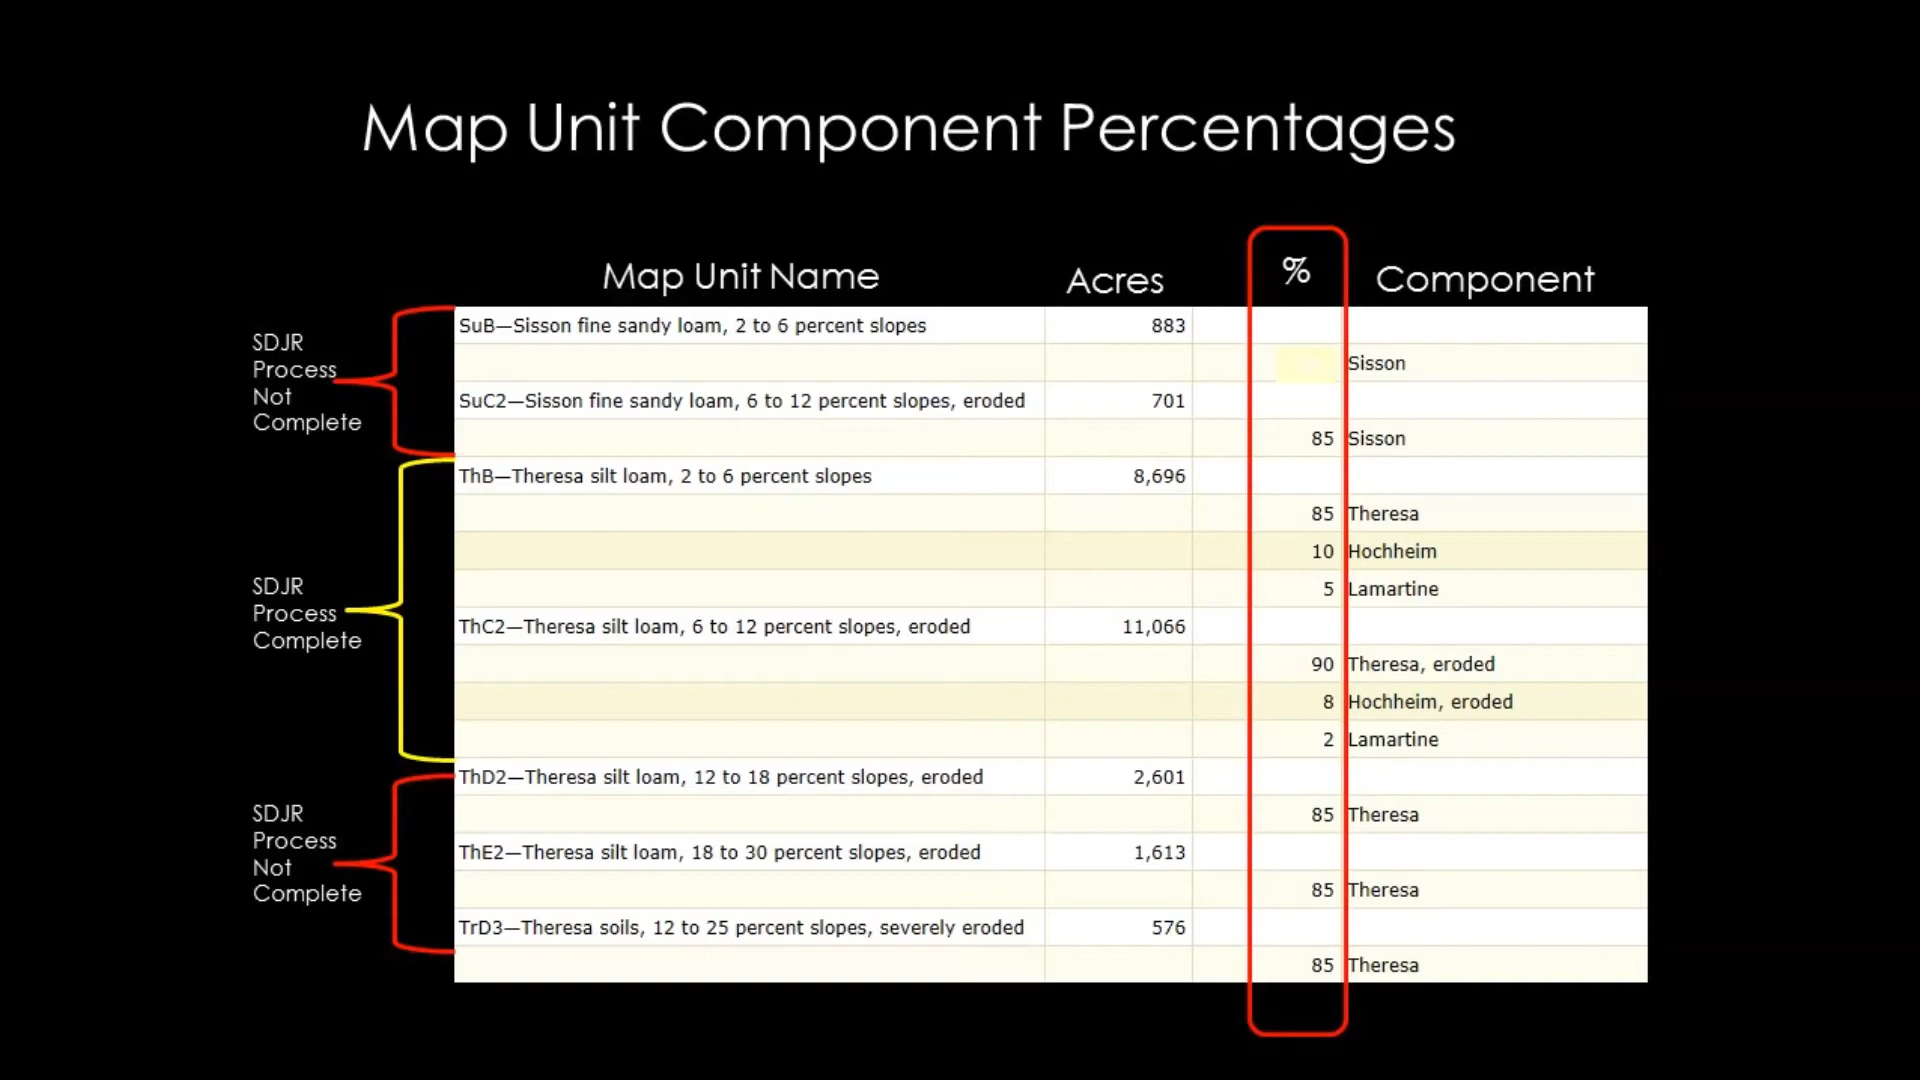 Map Unit Component Percentages
Map Unit Name Acres % Component
SDJR
Process
Not
Complete
SuB—Sisson fine sandy loam, 2 to 6 percent slopes 883
Sisson
SuC2—Sisson fine sandy loam, 6 to 12 percent slopes, eroded 701
85 Sisson
SDJR
Process
Complete
ThB—Theresa silt loam, 2 to 6 percent slopes 8,696
85 Theresa
10 Hochheim
5 Lamartine
ThC2—Theresa silt loam, 6 to 12 percent slopes, eroded 11,066
90 Theresa, eroded
8 Hochheim, eroded
2 Lamartine
SDJR
Process
Not
Complete
ThD2—Theresa silt loam, 12 to 18 percent slopes, eroded 2,601
85 Theresa
ThE2—Theresa silt loam, 18 to 30 percent slopes, eroded 1,613
85 Theresa
TrD3—Theresa soils, 12 to 25 percent slopes, severely eroded 576
85 Theresa